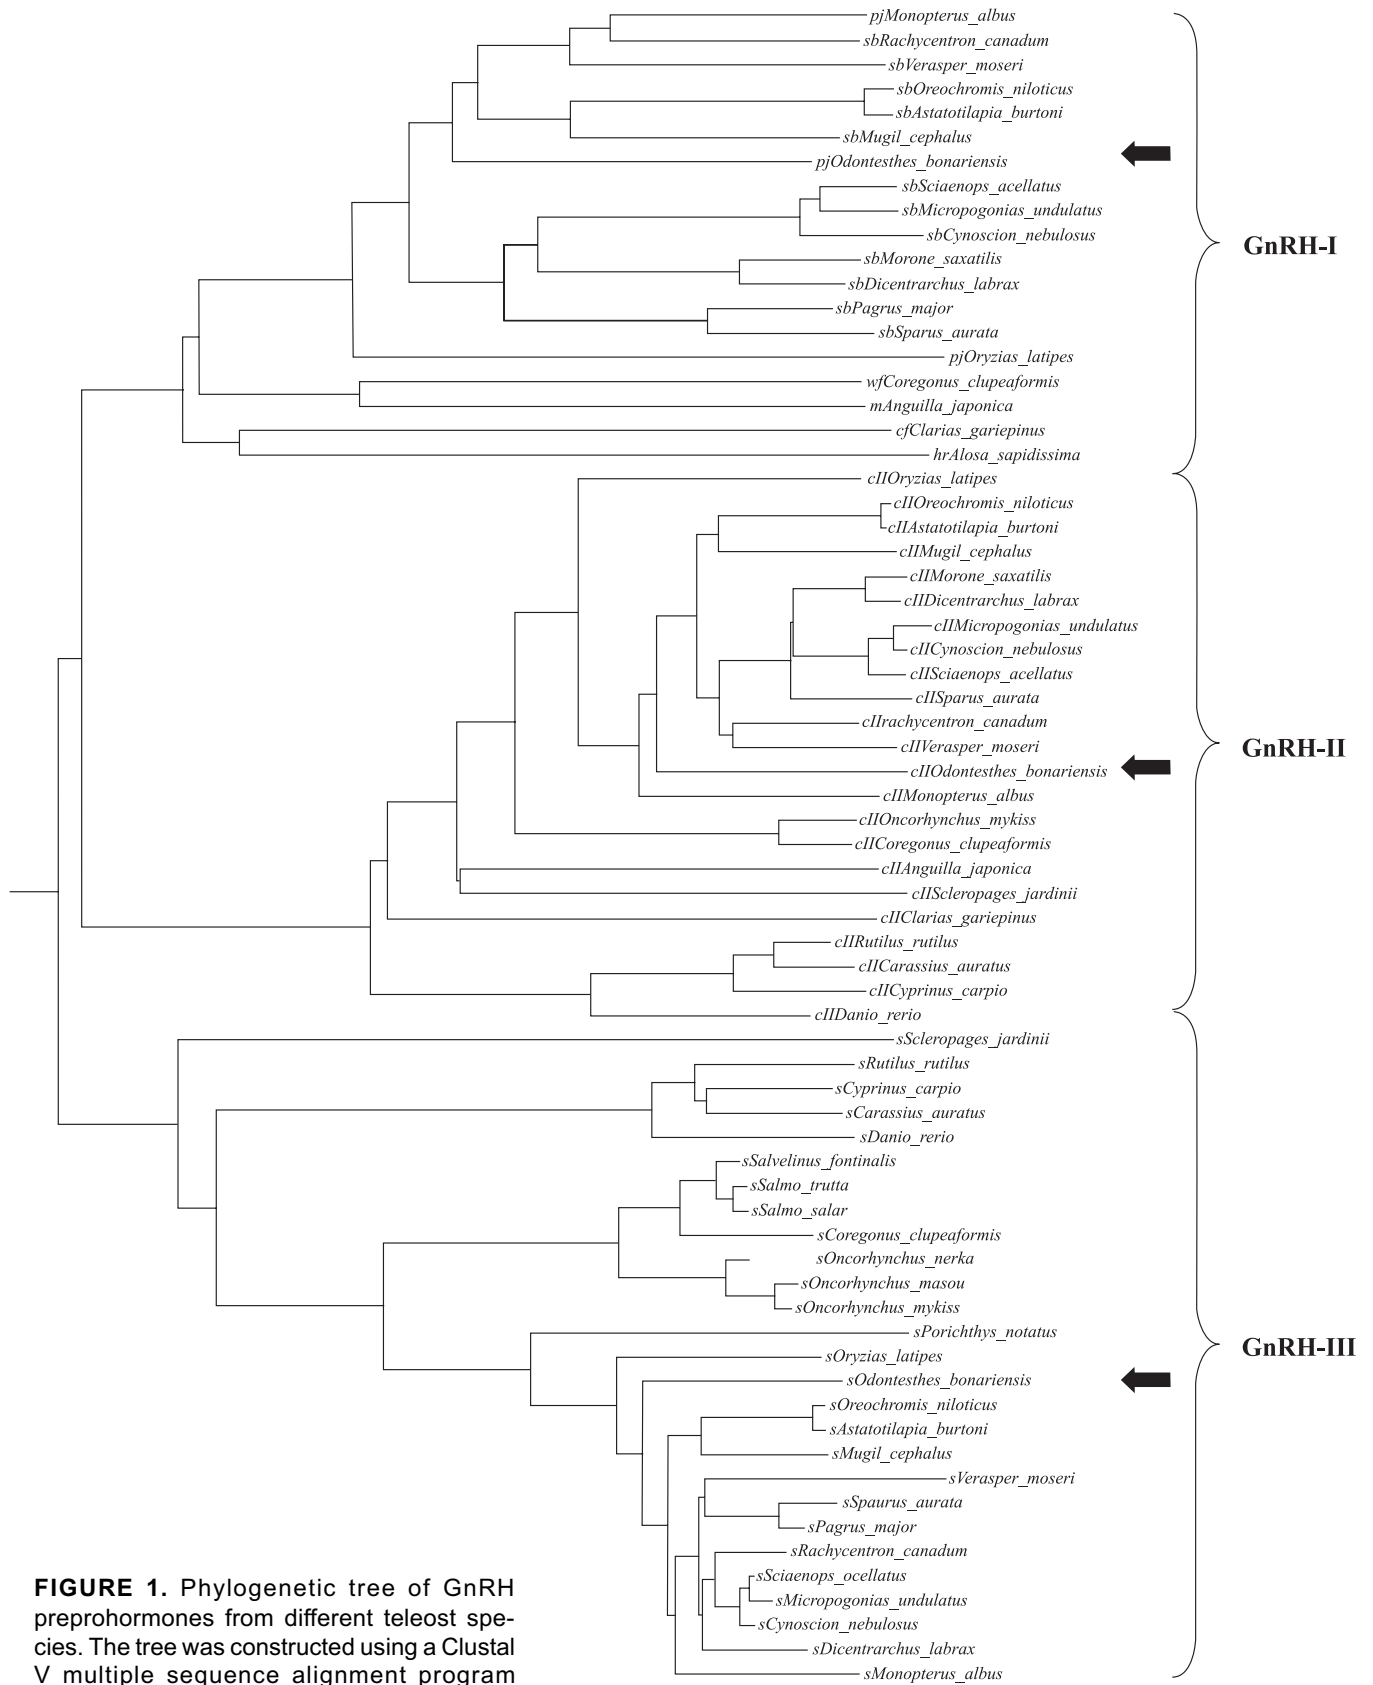 pjMonopterus_albus
sbRachycentron_canadum
sbVerasper_moseri
sbOreochromis_niloticus
sbAstatotilapia_burtoni
sbMugil_cephalus
pjOdontesthes_bonariensis
sbSciaenops_acellatus
sbMicropogonias_undulatus
sbCynoscion_nebulosus
GnRH-I
sbMorone_saxatilis
sbDicentrarchus_labrax
sbPagrus_major
sbSparus_aurata
pjOryzias_latipes
wfCoregonus_clupeaformis
mAnguilla_japonica
cfClarias_gariepinus
hrAlosa_sapidissima
cIIOryzias_latipes
cIIOreochromis_niloticus
cIIAstatotilapia_burtoni
cIIMugil_cephalus
cIIMorone_saxatilis
cIIDicentrarchus_labrax
cIIMicropogonias_undulatus
cIICynoscion_nebulosus
cIISciaenops_acellatus
cIISparus_aurata
cIIrachycentron_canadum
cIIVerasper_moseri
GnRH-II
cIIOdontesthes_bonariensis
cIIMonopterus_albus
cIIOncorhynchus_mykiss
cIICoregonus_clupeaformis
cIIAnguilla_japonica
cIIScleropages_jardinii
cIIClarias_gariepinus
cIIRutilus_rutilus
cIICarassius_auratus
cIICyprinus_carpio
cIIDanio_rerio
sScleropages_jardinii
sRutilus_rutilus
sCyprinus_carpio
sCarassius_auratus
sDanio_rerio
sSalvelinus_fontinalis
sSalmo_trutta
sSalmo_salar
sCoregonus_clupeaformis
sOncorhynchus_nerka
sOncorhynchus_masou
sOncorhynchus_mykiss
sPorichthys_notatus
GnRH-III
sOryzias_latipes
sOdontesthes_bonariensis
sOreochromis_niloticus
sAstatotilapia_burtoni
sMugil_cephalus
sVerasper_moseri
sSpaurus_aurata
sPagrus_major
sRachycentron_canadum
sSciaenops_ocellatus
sMicropogonias_undulatus
sCynoscion_nebulosus
sDicentrarchus_labrax
sMonopterus_albus
FIGURE 1. Phylogenetic tree of GnRH
preprohormones from different teleost spe-
cies. The tree was constructed using a Clustal
V multiple sequence alignment program